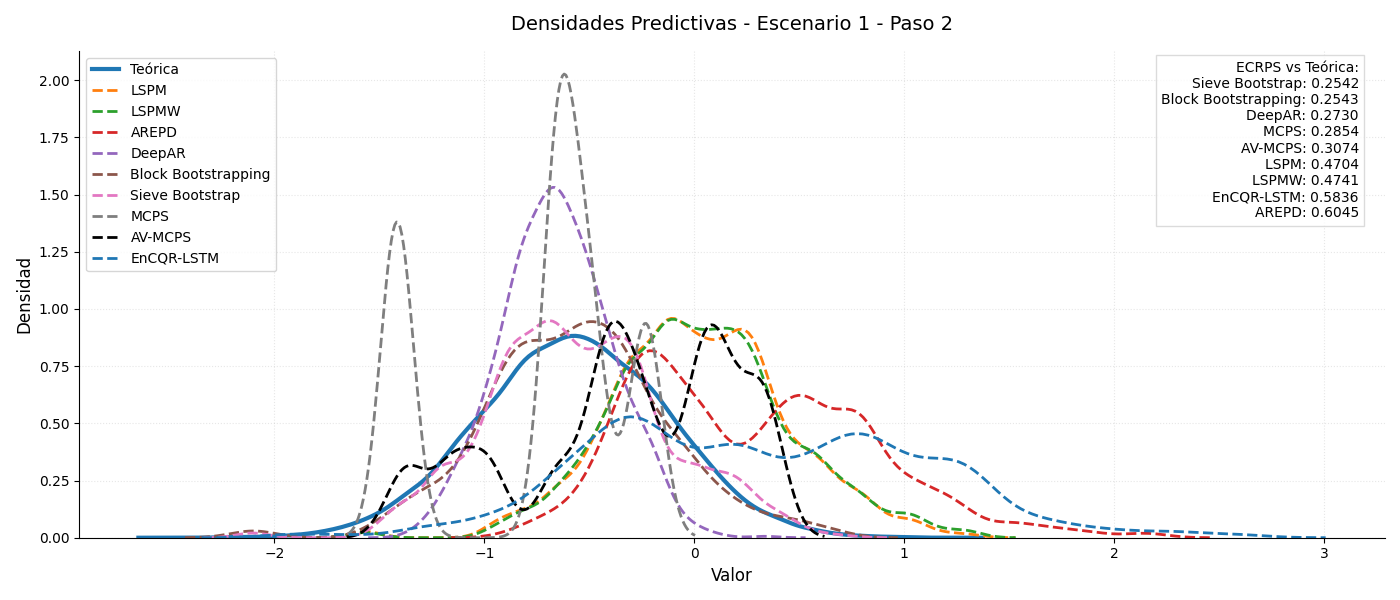 Densidades Predictivas - Escenario 1 - Paso 2
Teórica
LSPM
LSPMW
AREPD
DeepAR
Block Bootstrapping
Sieve Bootstrap
MCPS
AV-MCPS
EnCQR-LSTM
ECRPS vs Teórica:
Sieve Bootstrap: 0.2542
Block Bootstrapping: 0.2543
DeepAR: 0.2730
MCPS: 0.2854
AV-MCPS: 0.3074
LSPM: 0.4704
LSPMW: 0.4741
EnCQR-LSTM: 0.5836
AREPD: 0.6045
Densidad
2.00
1.75
1.50
1.25
1.00
0.75
0.50
0.25
0.00
−2
−1
0
1
2
3
Valor